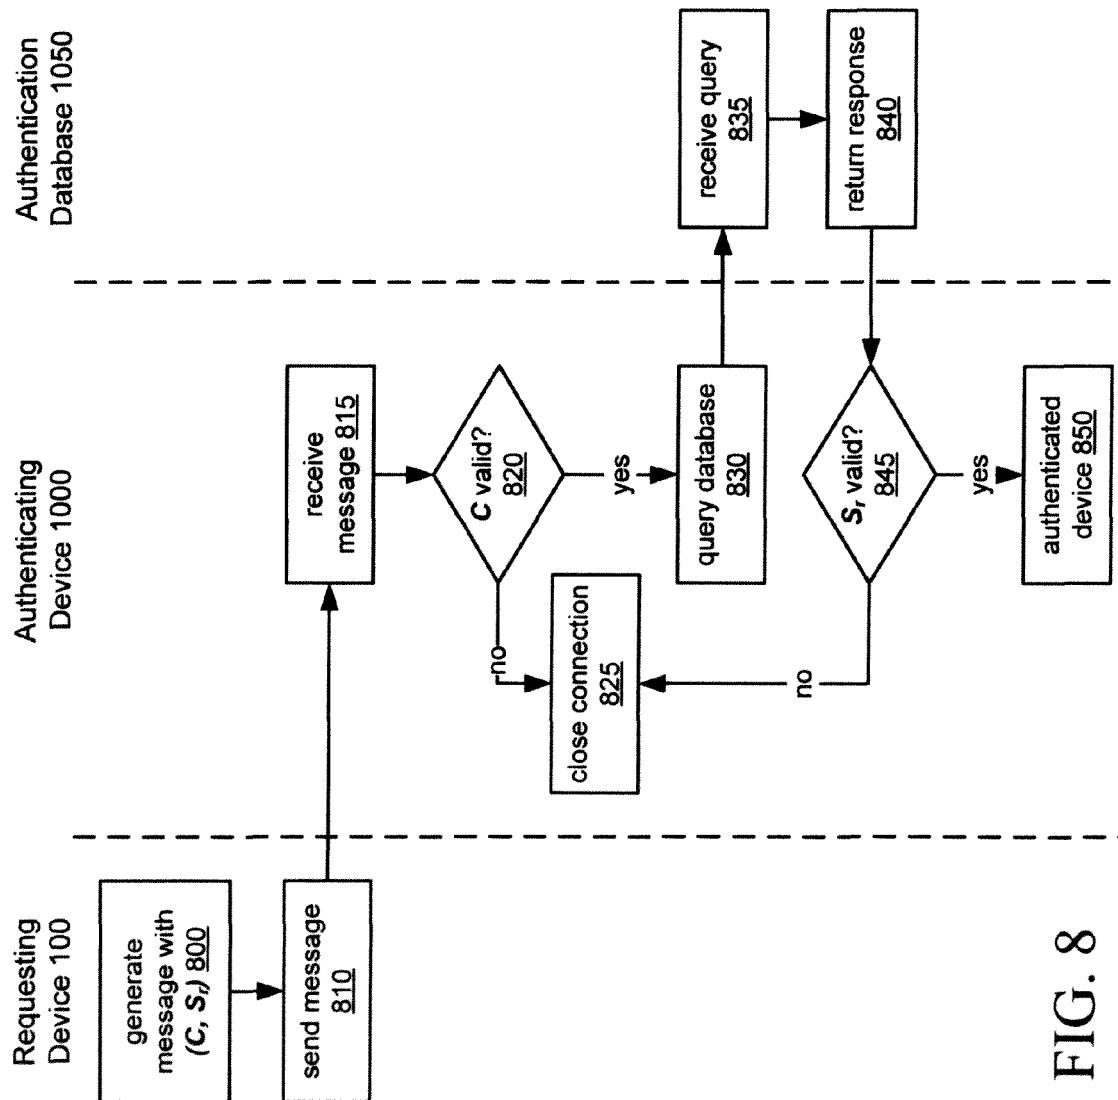 Requesting
Device 100
Authenticating
Device 1000
Authentication
Database 1050
generate
message with
(C, Sr) 800
send message
810
receive
message 815
C valid?
820
no
yes
close connection
825
query database
830
receive query
835
return response
840
Sr valid?
845
no
yes
authenticated
device 850
FIG. 8